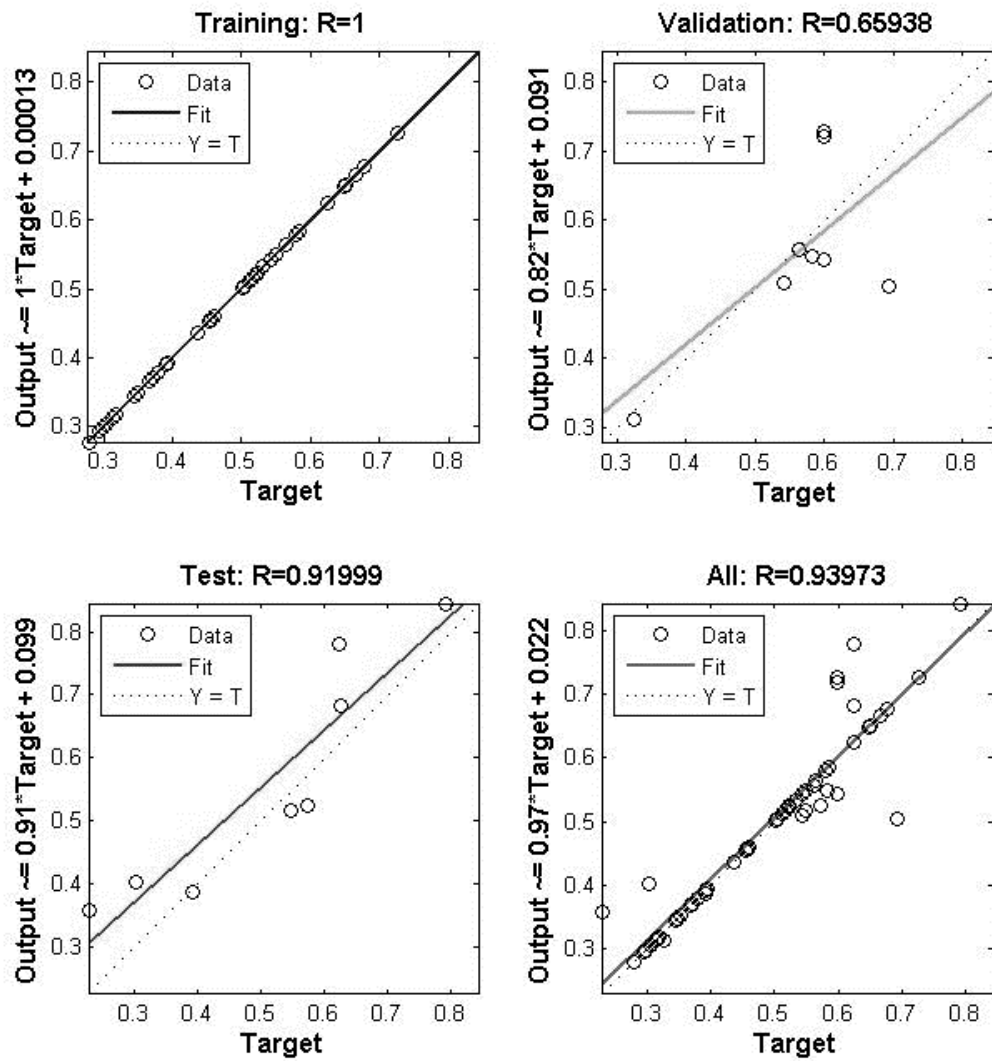 Training: R=1
Output ~= 1*Target + 0.00013
Data
Fit
Y = T
0.8
0.7
0.6
0.5
0.4
0.3
0.3 0.4 0.5 0.6 0.7 0.8
Target
Validation: R=0.65938
Output ~= 0.82*Target + 0.091
Data
Fit
Y = T
0.8
0.7
0.6
0.5
0.4
0.3
0.3 0.4 0.5 0.6 0.7 0.8
Target
Test: R=0.91999
Output ~= 0.91*Target + 0.099
Data
Fit
Y = T
0.8
0.7
0.6
0.5
0.4
0.3
0.3 0.4 0.5 0.6 0.7 0.8
Target
All: R=0.93973
Output ~= 0.97*Target + 0.022
Data
Fit
Y = T
0.8
0.7
0.6
0.5
0.4
0.3
0.3 0.4 0.5 0.6 0.7 0.8
Target